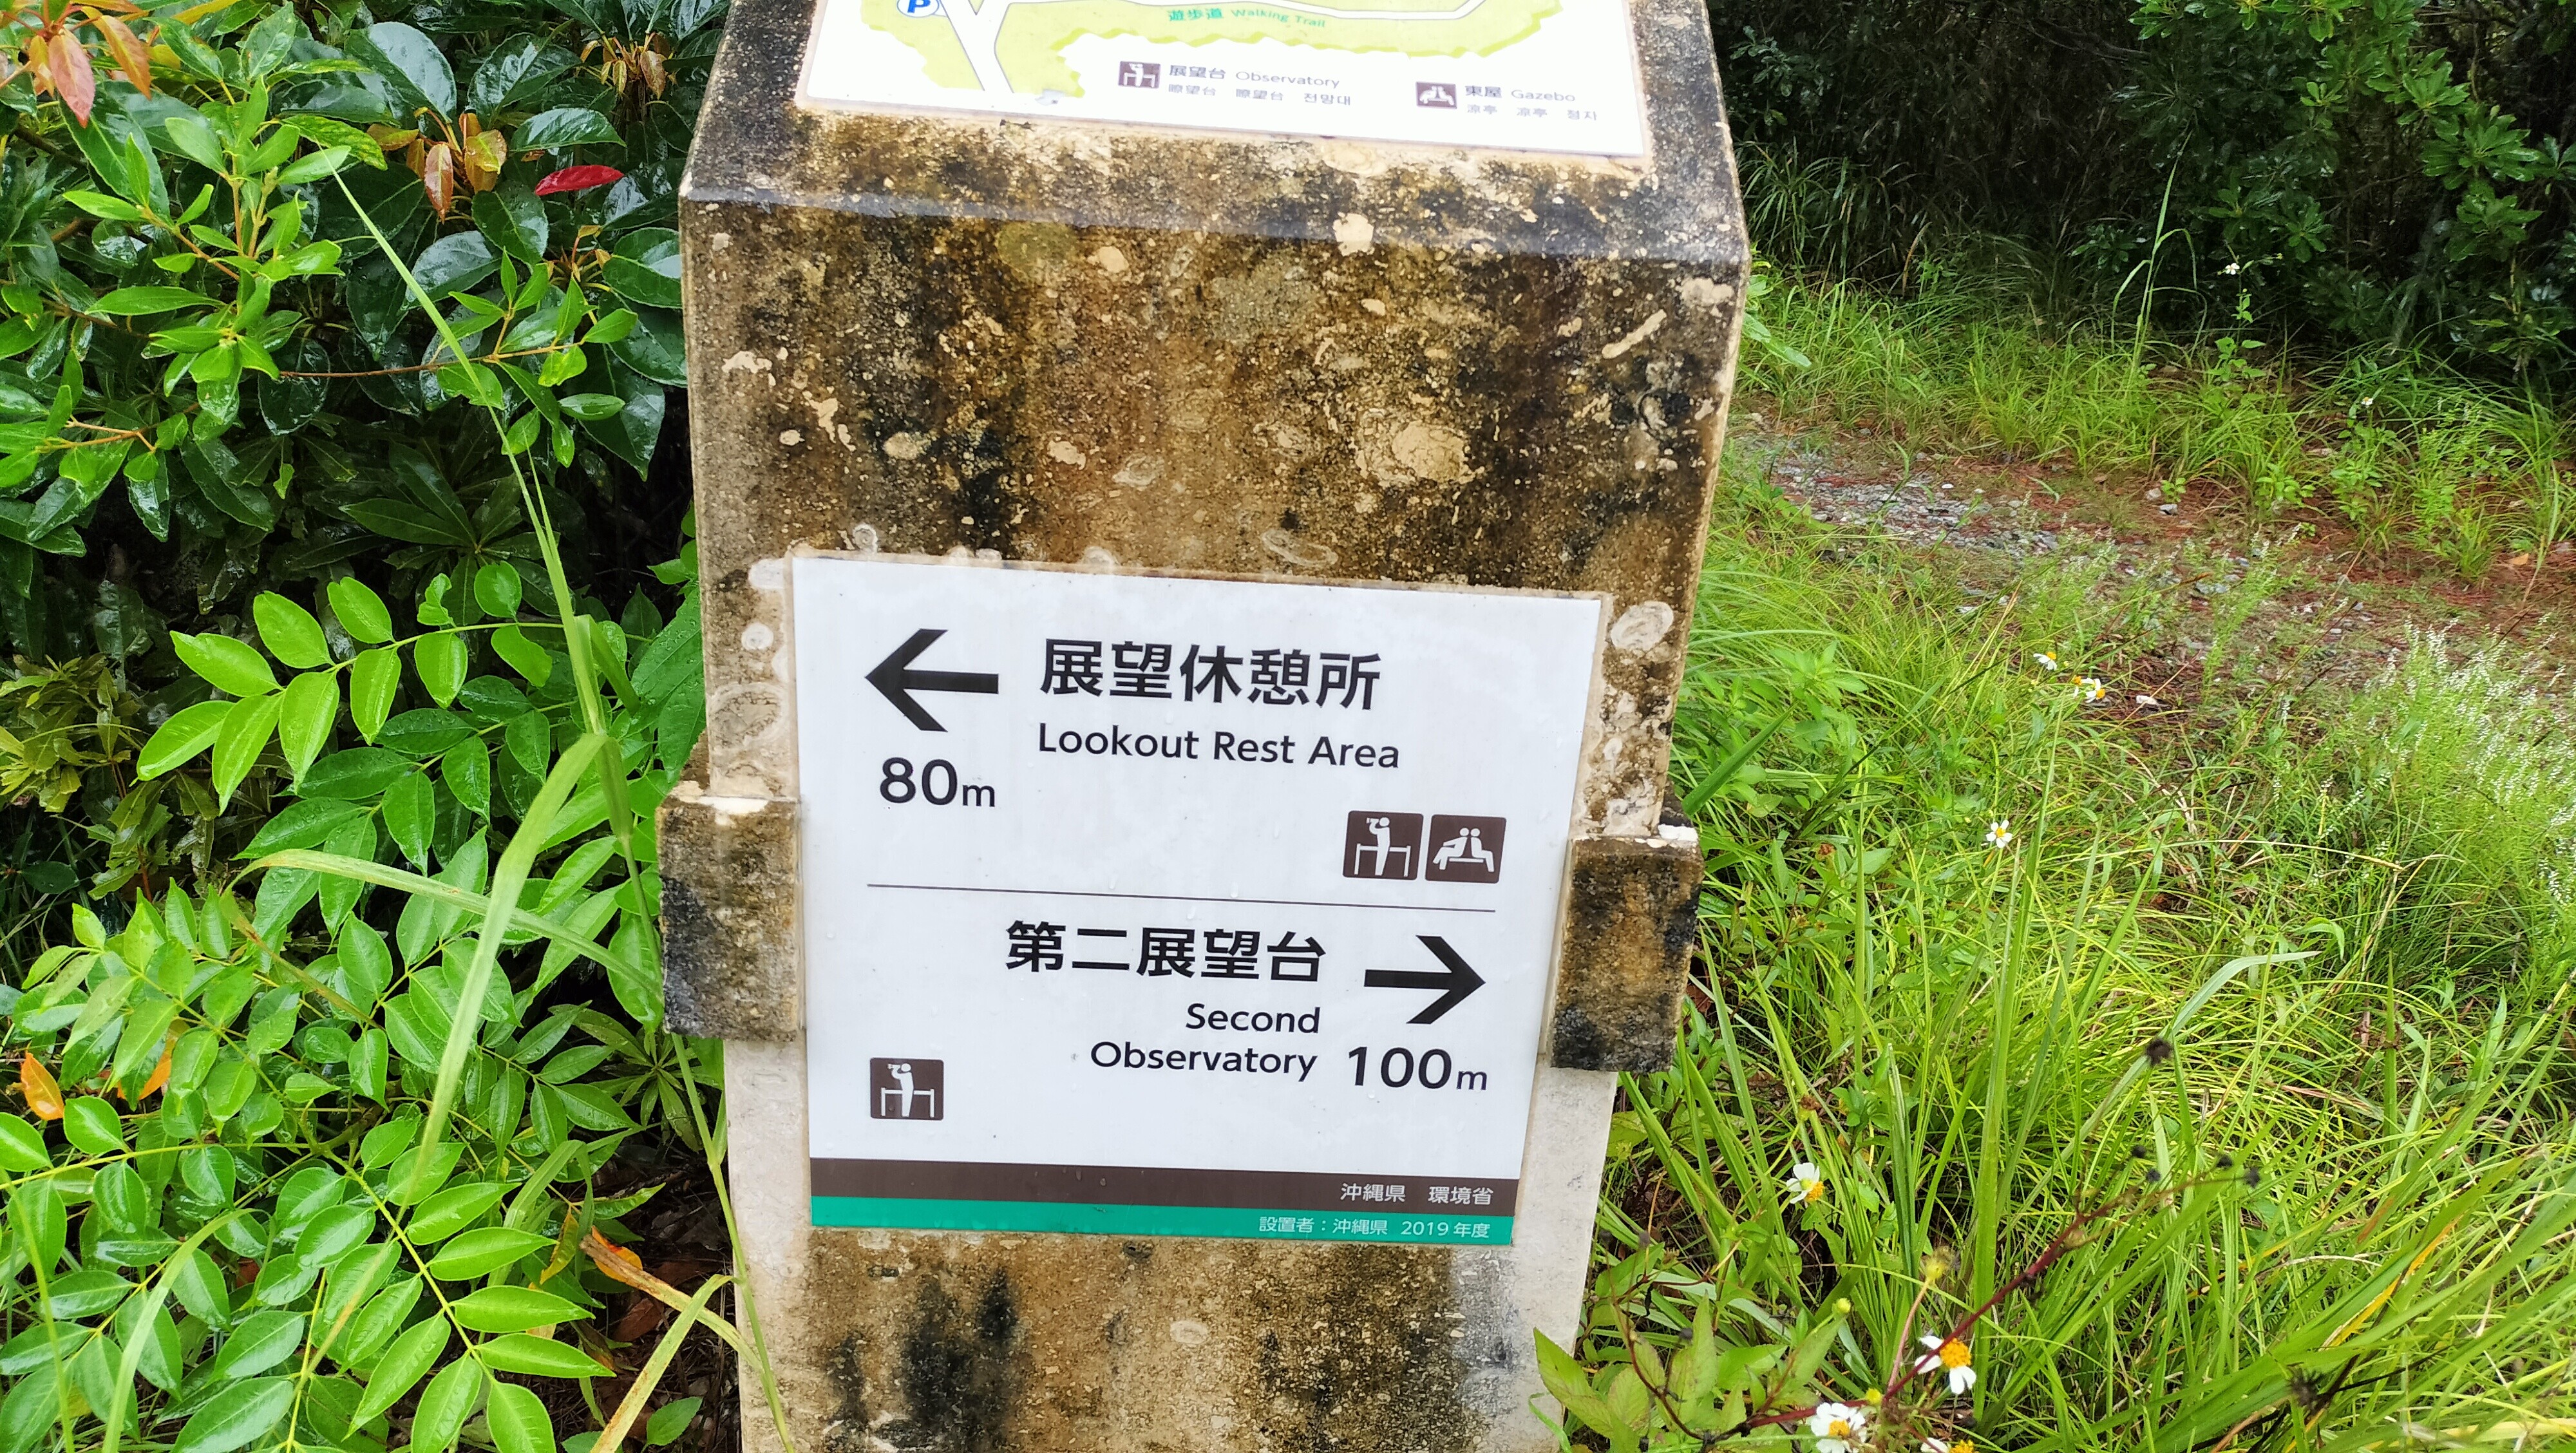 P
遊歩道 Walking Trail
展望台 Observatory
瞭望台 瞭望台 전망대
東屋 Gazebo
凉亭 涼亭 정자
展望休憩所
Lookout Rest Area
80m
第二展望台
Second
Observatory
100m
沖縄県 環境省
設置者：沖縄県 2019年度